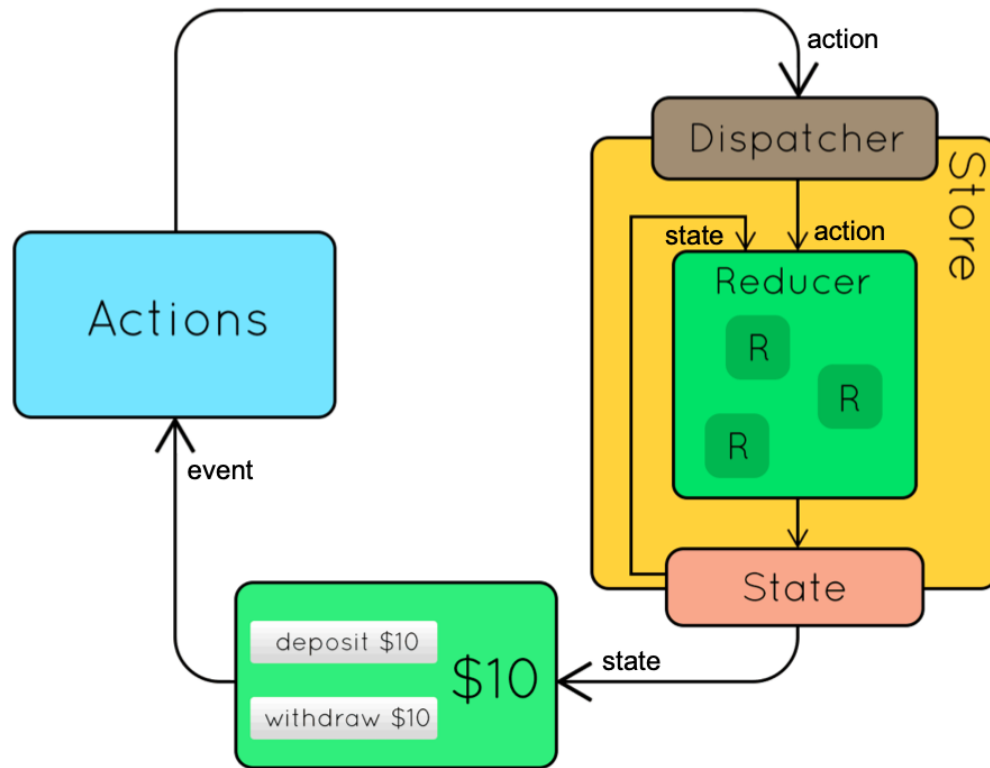 action
Dispatcher
Store
state
action
Reducer
R
R
R
Actions
event
State
state
deposit $10
$10
withdraw $10